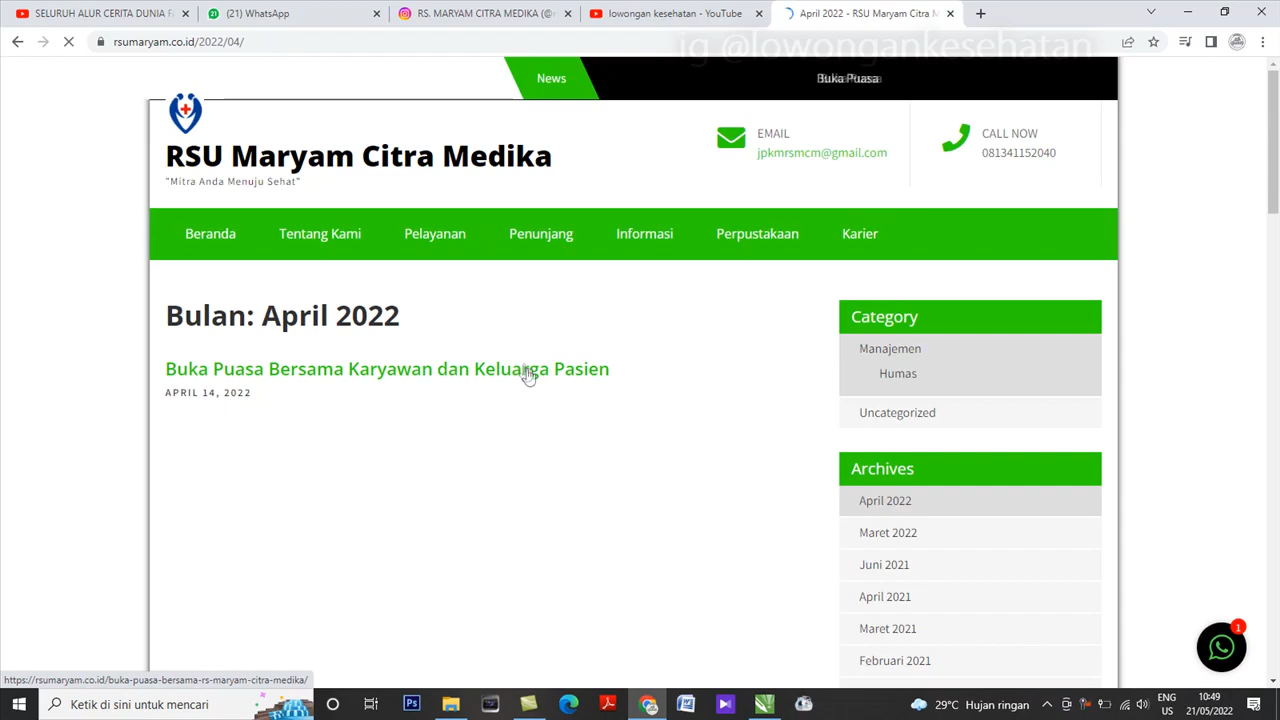 SELURUH ALUR CERITA DUNIA F
(21) WhatsApp
RS. MARYAM CITRA MEDIKA (@r
lowongan kesehatan - YouTube
April 2022 - RSU Maryam Citra M
rsumaryam.co.id/2022/04/
ig @lowongankesehatan
News
Buka Puasa
EMAIL
jpkmrsmcm@gmail.com
CALL NOW
081341152040
RSU Maryam Citra Medika
"Mitra Anda Menuju Sehat"
Beranda Tentang Kami Pelayanan Penunjang Informasi Perpustakaan Karier
Bulan: April 2022
Buka Puasa Bersama Karyawan dan Keluarga Pasien
APRIL 14, 2022
Category
Manajemen
Humas
Uncategorized
Archives
April 2022
Maret 2022
Juni 2021
April 2021
Maret 2021
Februari 2021
1
https://rsumaryam.co.id/buka-puasa-bersama-rs-maryam-citra-medika/
Ketik di sini untuk mencari
29°C Hujan ringan
ENG
US
10:49
21/05/2022